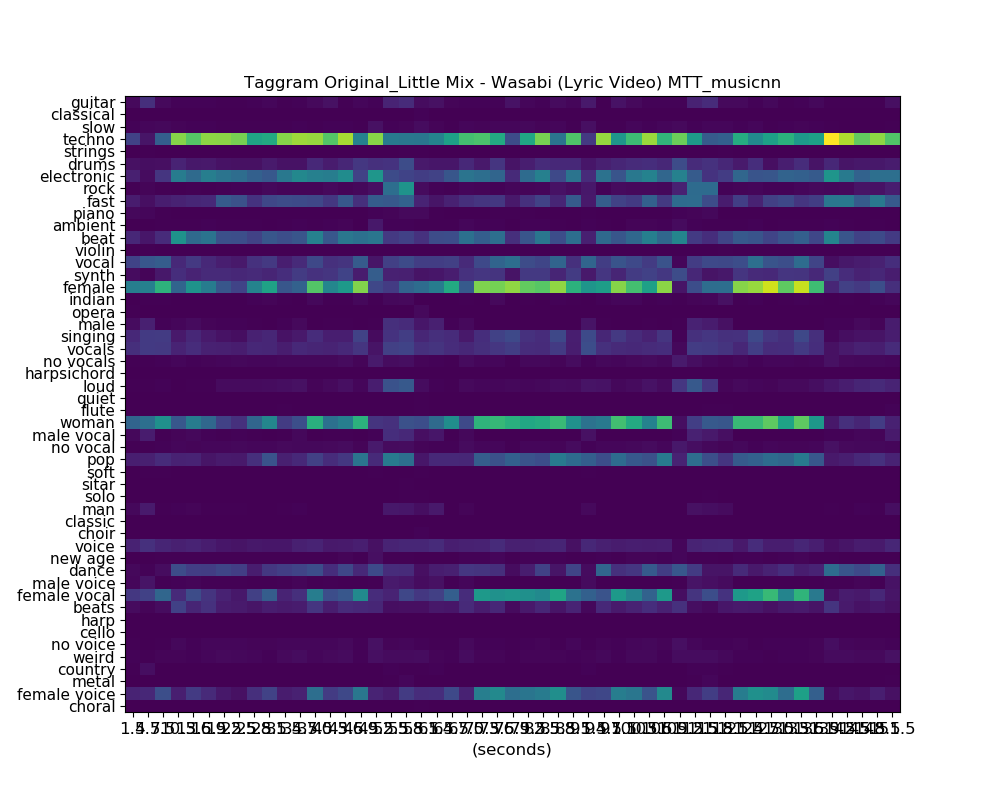 Taggram Original_Little Mix - Wasabi (Lyric Video) MTT_musicnn
guitar
classical
slow
techno
strings
drums
electronic
rock
fast
piano
ambient
beat
violin
vocal
synth
female
indian
opera
male
singing
vocals
no vocals
harpsichord
loud
quiet
flute
woman
male vocal
no vocal
pop
soft
sitar
solo
man
classic
choir
voice
new age
dance
male voice
female vocal
beats
harp
cello
no voice
weird
country
metal
female voice
choral
(seconds)